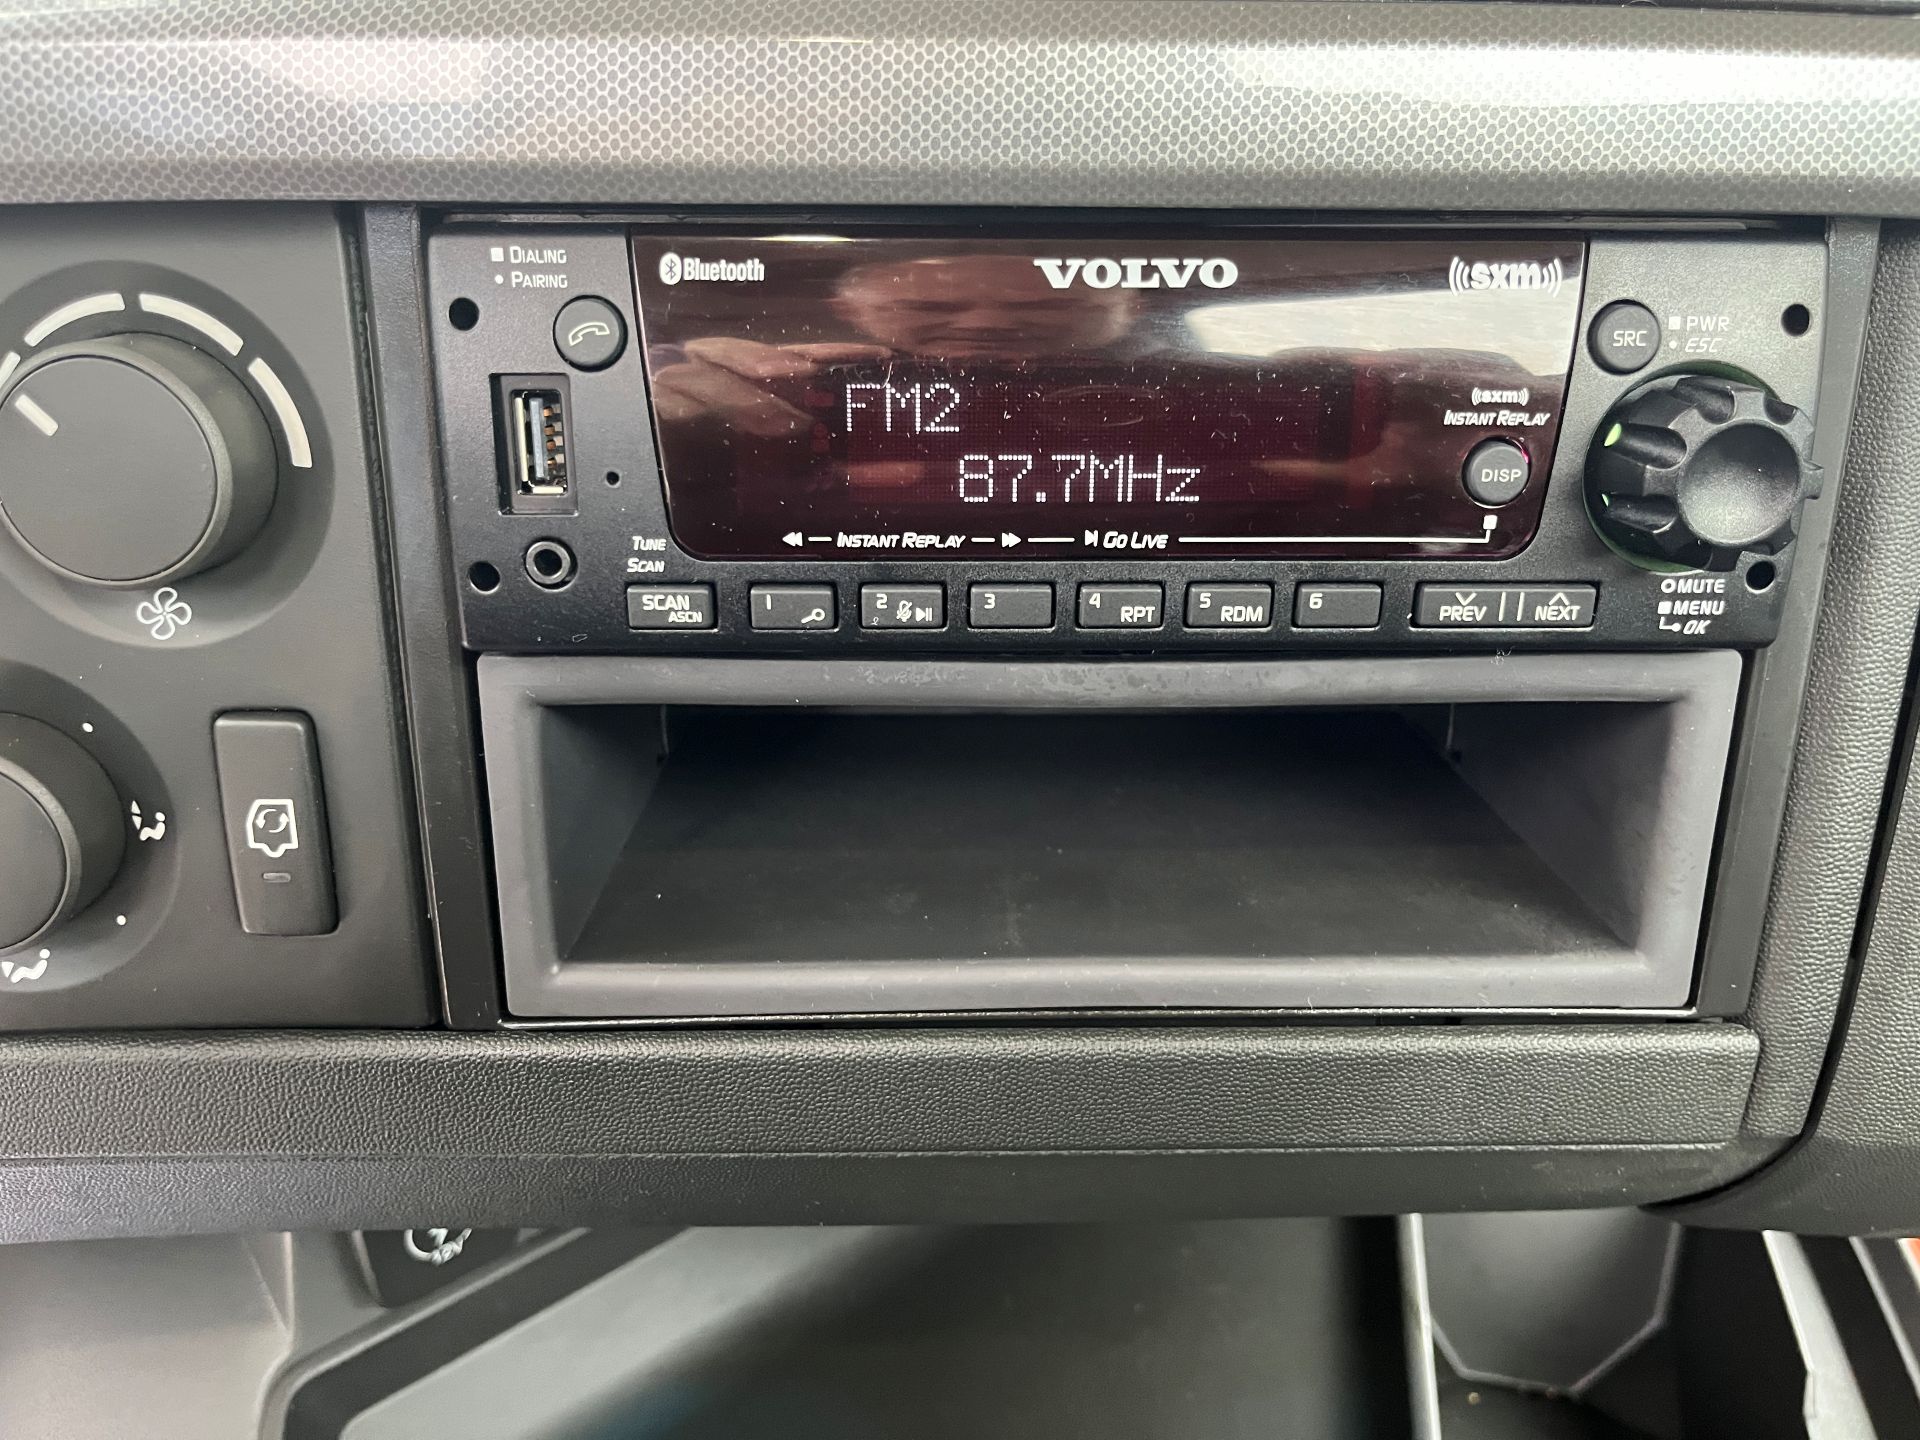 DIALING
PAIRING
Bluetooth
VOLVO
sxm
SRC
PWR
ESC
FM2
87.7MHz
sxm
INSTANT REPLAY
DISP
TUNE
SCAN
INSTANT REPLAY
GO LIVE
SCAN
ASCN
1
2
3
4 RPT
5 RDM
6
PREV
NEXT
MUTE
MENU
OK